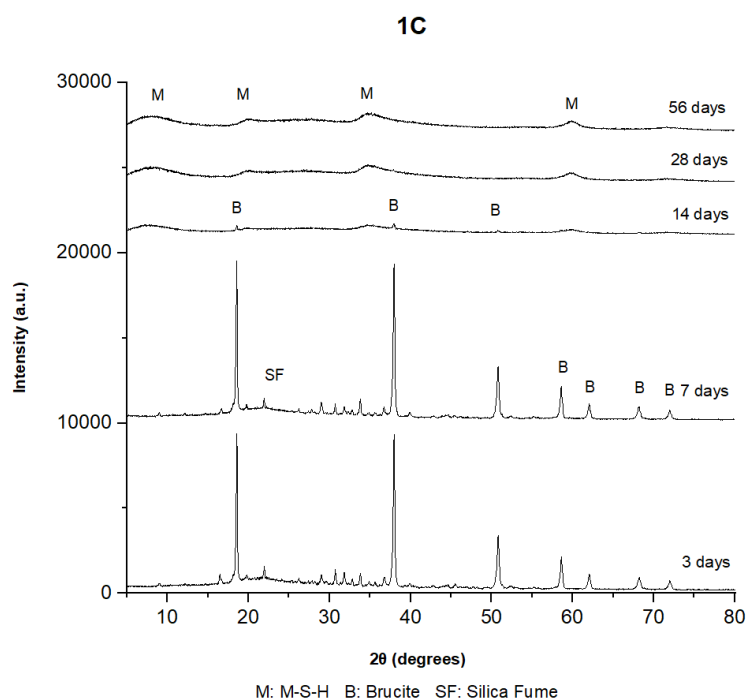 1C
30000
M M M M
56 days
28 days
B B B
14 days
20000
SF
B B B B 7 days
10000
3 days
0
10 20 30 40 50 60 70 80
Intensity (a.u.)
2θ (degrees)
M: M-S-H B: Brucite SF: Silica Fume